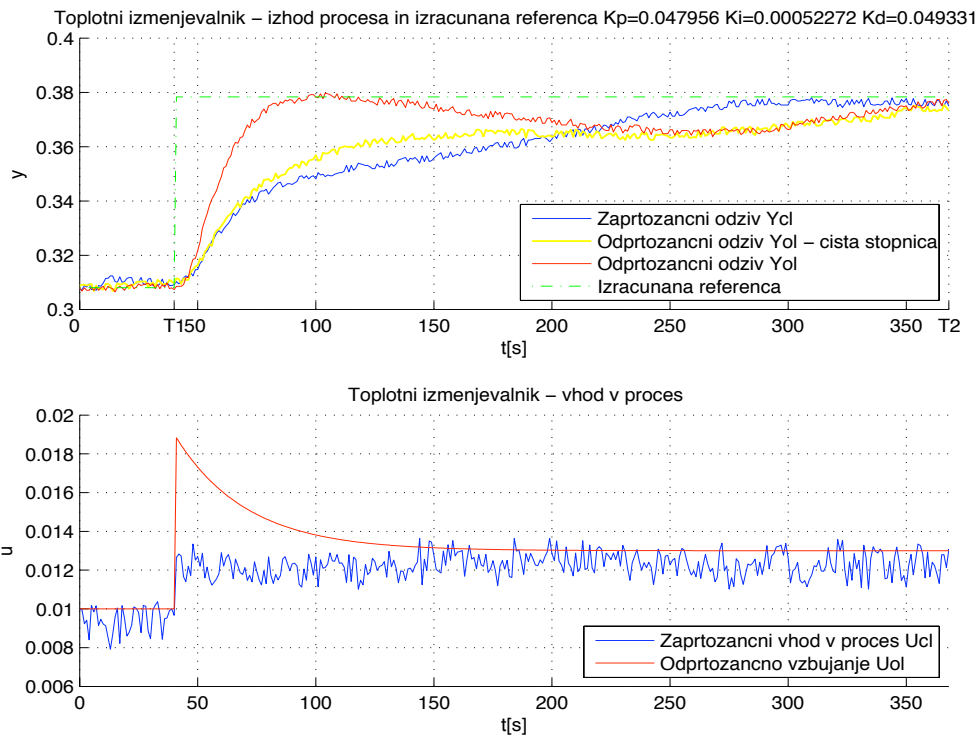 Toplotni izmenjevalnik – izhod procesa in izracunana referenca Kp=0.047956 Ki=0.00052272 Kd=0.049331
0.4
0.38
0.36
0.34
0.32
0.3
y
Zaprtozancni odziv Ycl
Odprtozancni odziv Yol – cista stopnica
Odprtozancni odziv Yol
Izracunana referenca
0 T1 50 100 150 200 250 300 350 T2
t[s]
Toplotni izmenjevalnik – vhod v proces
0.02
0.018
0.016
0.014
0.012
0.01
0.008
0.006
u
Zaprtozancni vhod v proces Ucl
Odprtozancno vzbujanje Uol
0 50 100 150 200 250 300 350
t[s]